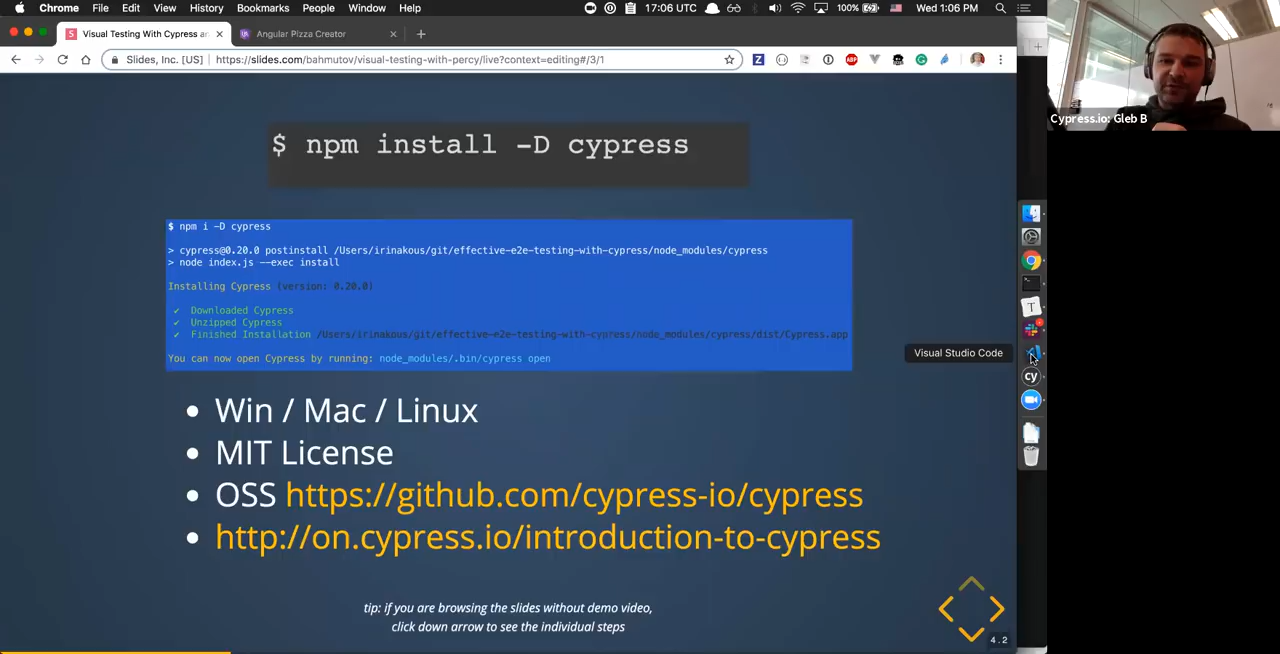 Chrome File Edit View History Bookmarks People Window Help 17:06 UTC 100% Wed 1:06 PM
Visual Testing With Cypress an Angular Pizza Creator
Slides, Inc. [US] https://slides.com/bahmutov/visual-testing-with-percy/live?context=editing#/3/1
Cypress.io: Gleb B
$ npm install -D cypress
$ npm i -D cypress
> cypress@0.20.0 postinstall /Users/irinakous/git/effective-e2e-testing-with-cypress/node_modules/cypress
> node index.js --exec install
Installing Cypress (version: 0.20.0)
✓ Downloaded Cypress
✓ Unzipped Cypress
✓ Finished Installation /Users/irinakous/git/effective-e2e-testing-with-cypress/node_modules/cypress/dist/Cypress.app
You can now open Cypress by running: node_modules/.bin/cypress open
Visual Studio Code
cy
• Win / Mac / Linux
• MIT License
• OSS https://github.com/cypress-io/cypress
• http://on.cypress.io/introduction-to-cypress
tip: if you are browsing the slides without demo video,
click down arrow to see the individual steps
4.2